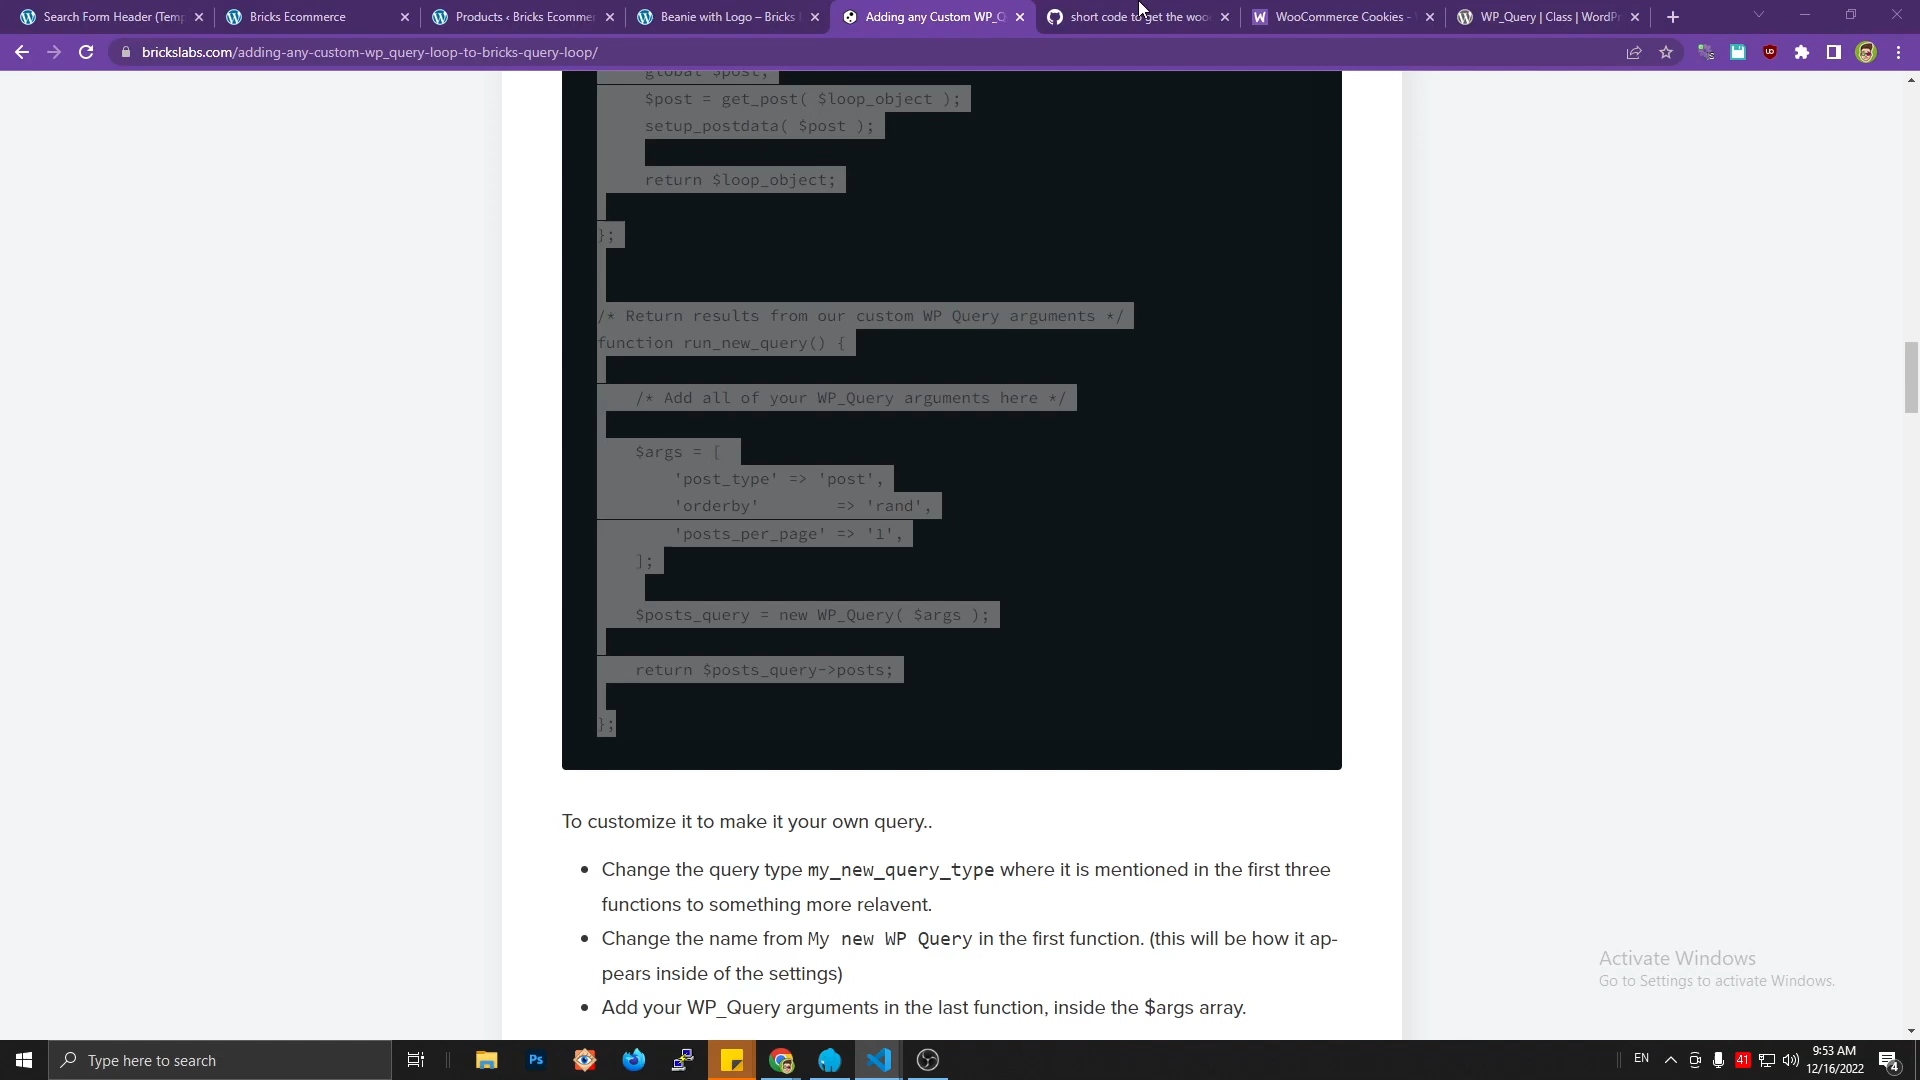 Search Form Header (Temp
Bricks Ecommerce
Products ‹ Bricks Ecommer
Beanie with Logo – Bricks
Adding any Custom WP_Q
short code to get the woo
WooCommerce Cookies -
WP_Query | Class | WordP
brickslabs.com/adding-any-custom-wp_query-loop-to-bricks-query-loop/
global $post;
$post = get_post( $loop_object );
setup_postdata( $post );
return $loop_object;
};
/* Return results from our custom WP Query arguments */
function run_new_query() {
/* Add all of your WP_Query arguments here */
$args = [
'post_type' => 'post',
'orderby' => 'rand',
'posts_per_page' => '1',
];
$posts_query = new WP_Query( $args );
return $posts_query->posts;
};
To customize it to make it your own query..
Change the query type my_new_query_type where it is mentioned in the first three
functions to something more relavent.
Change the name from My new WP Query in the first function. (this will be how it ap-
pears inside of the settings)
Add your WP_Query arguments in the last function, inside the $args array.
Activate Windows
Go to Settings to activate Windows.
Type here to search
Ps
EN
41
9:53 AM
12/16/2022
4